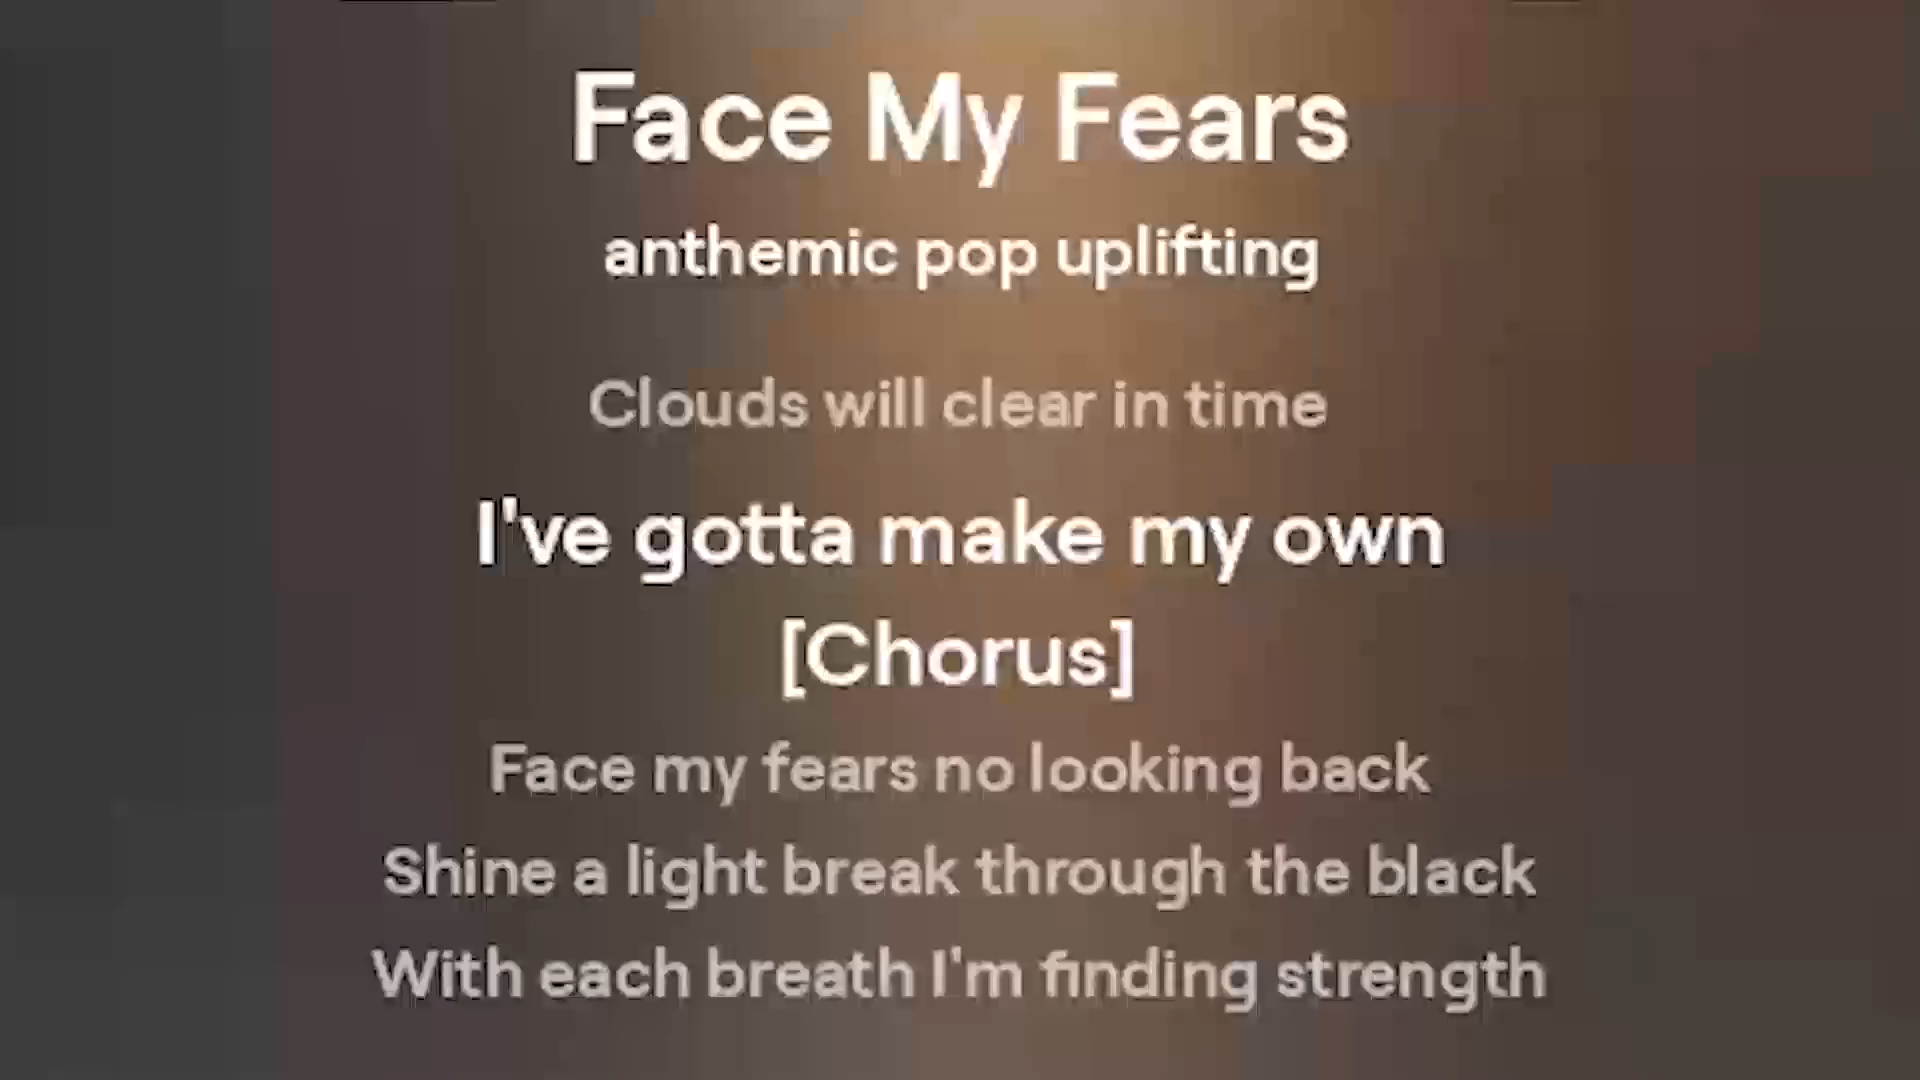 Face My Fears
anthemic pop uplifting
Clouds will clear in time
I've gotta make my own
[Chorus]
Face my fears no looking back
Shine a light break through the black
With each breath I'm finding strength